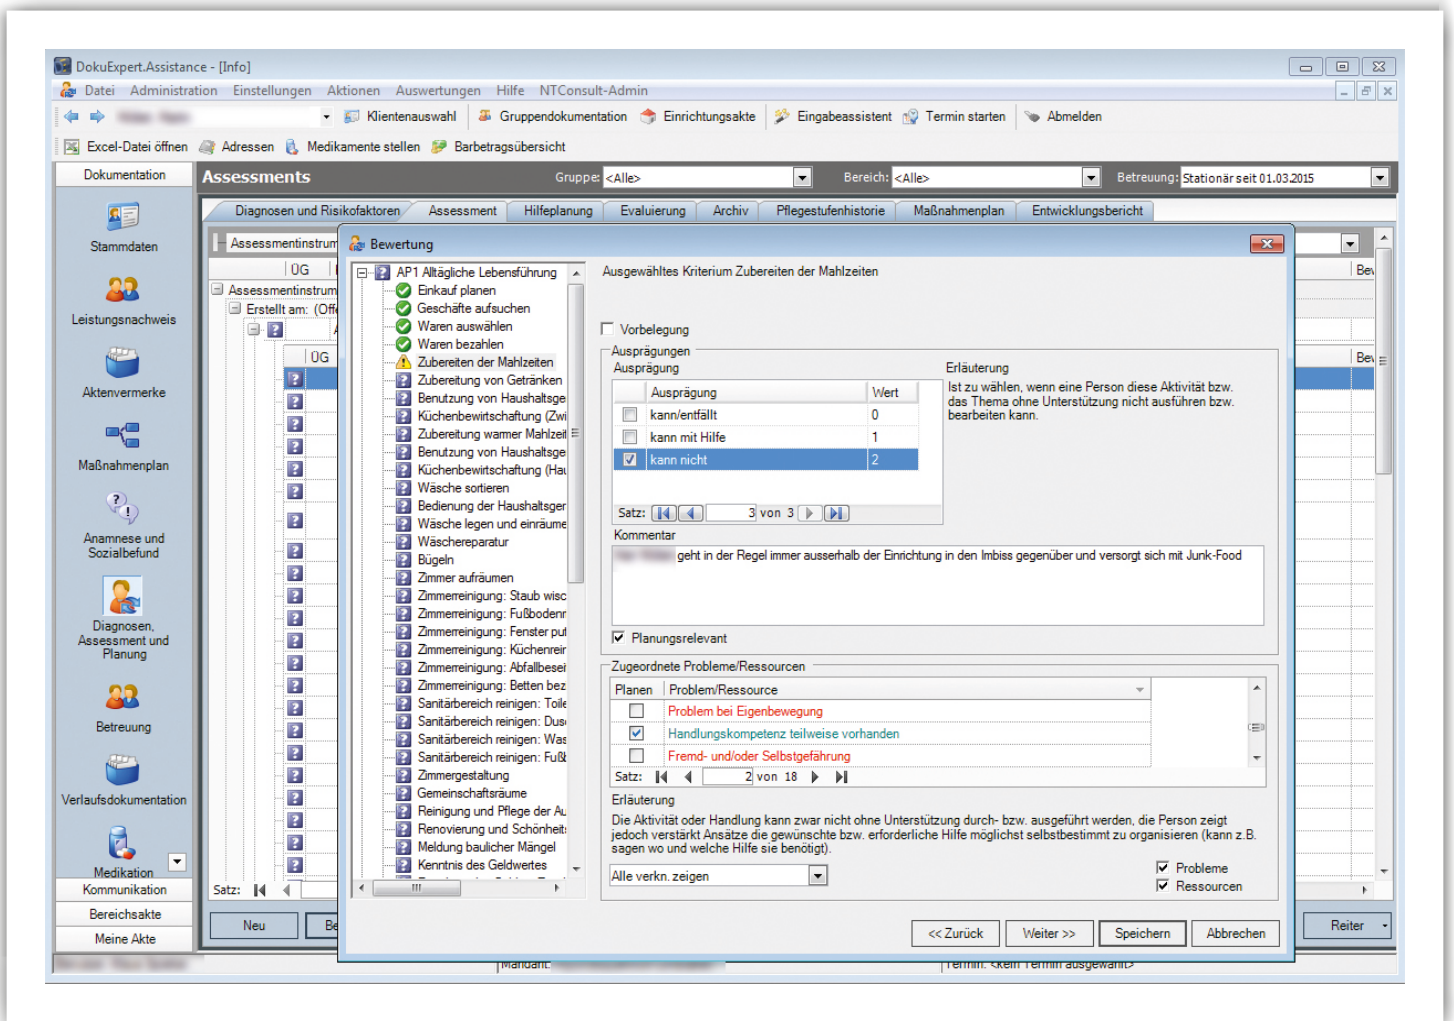 DokuExpert.Assistance - [Info]
Datei Administration Einstellungen Aktionen Auswertungen Hilfe NTConsult-Admin
Klientenauswahl Gruppendokumentation Einrichtungsakte Eingabeassistent Termin starten Abmelden
Excel-Datei öffnen Adressen Medikamente stellen Barbetragsübersicht
Dokumentation
Assessments Gruppe: <Alle> Bereich: <Alle> Betreuung: Stationär seit 01.03.2015
Diagnosen und Risikofaktoren Assessment Hilfeplanung Evaluierung Archiv Pflegestufenhistorie Maßnahmenplan Entwicklungsbericht
Stammdaten
Leistungsnachweis
Aktenvermerke
Maßnahmenplan
Anamnese und
Sozialbefund
Diagnosen,
Assessment und
Planung
Betreuung
Verlaufsdokumentation
Medikation
Kommunikation
Bereichsakte
Meine Akte
Assessmentinstrum
ÜG
Bev
Assessmentinstrum
Erstellt am: (Offe
ÜG
Bev
Satz:
Neu
Be
Reiter
Bewertung
AP1 Alltägliche Lebensführung
Einkauf planen
Geschäfte aufsuchen
Waren auswählen
Waren bezahlen
Zubereiten der Mahlzeiten
Zubereitung von Getränken
Benutzung von Haushaltsge
Küchenbewirtschaftung (Zwi
Zubereitung warmer Mahlzeit
Benutzung von Haushaltsge
Küchenbewirtschaftung (Hau
Wäsche sortieren
Bedienung der Haushaltsger
Wäsche legen und einräume
Wäschereparatur
Bügeln
Zimmer aufräumen
Zimmerreinigung: Staub wisc
Zimmerreinigung: Fußbodenr
Zimmerreinigung: Fenster put
Zimmerreinigung: Küchenrein
Zimmerreinigung: Abfallbesei
Zimmerreinigung: Betten bez
Sanitärbereich reinigen: Toile
Sanitärbereich reinigen: Dusc
Sanitärbereich reinigen: Was
Sanitärbereich reinigen: Fußb
Zimmergestaltung
Gemeinschaftsräume
Reinigung und Pflege der Au
Renovierung und Schönheit
Meldung baulicher Mängel
Kenntnis des Geldwertes
Ausgewähltes Kriterium Zubereiten der Mahlzeiten
Vorbelegung
Ausprägungen
Ausprägung
Ausprägung Wert
kann/entfällt 0
kann mit Hilfe 1
kann nicht 2
Satz: 3 von 3
Erläuterung
Ist zu wählen, wenn eine Person diese Aktivität bzw.
das Thema ohne Unterstützung nicht ausführen bzw.
bearbeiten kann.
Kommentar
geht in der Regel immer ausserhalb der Einrichtung in den Imbiss gegenüber und versorgt sich mit Junk-Food
Planungsrelevant
Zugeordnete Probleme/Ressourcen
Planen Problem/Ressource
Problem bei Eigenbewegung
Handlungskompetenz teilweise vorhanden
Fremd- und/oder Selbstgefährung
Satz: 2 von 18
Erläuterung
Die Aktivität oder Handlung kann zwar nicht ohne Unterstützung durch- bzw. ausgeführt werden, die Person zeigt
jedoch verstärkt Ansätze die gewünschte bzw. erforderliche Hilfe möglichst selbstbestimmt zu organisieren (kann z.B.
sagen wo und welche Hilfe sie benötigt).
Alle verkn. zeigen
Probleme
Ressourcen
<< Zurück Weiter >> Speichern Abbrechen
Mandant:
Termin: <kein Termin ausgewählt>